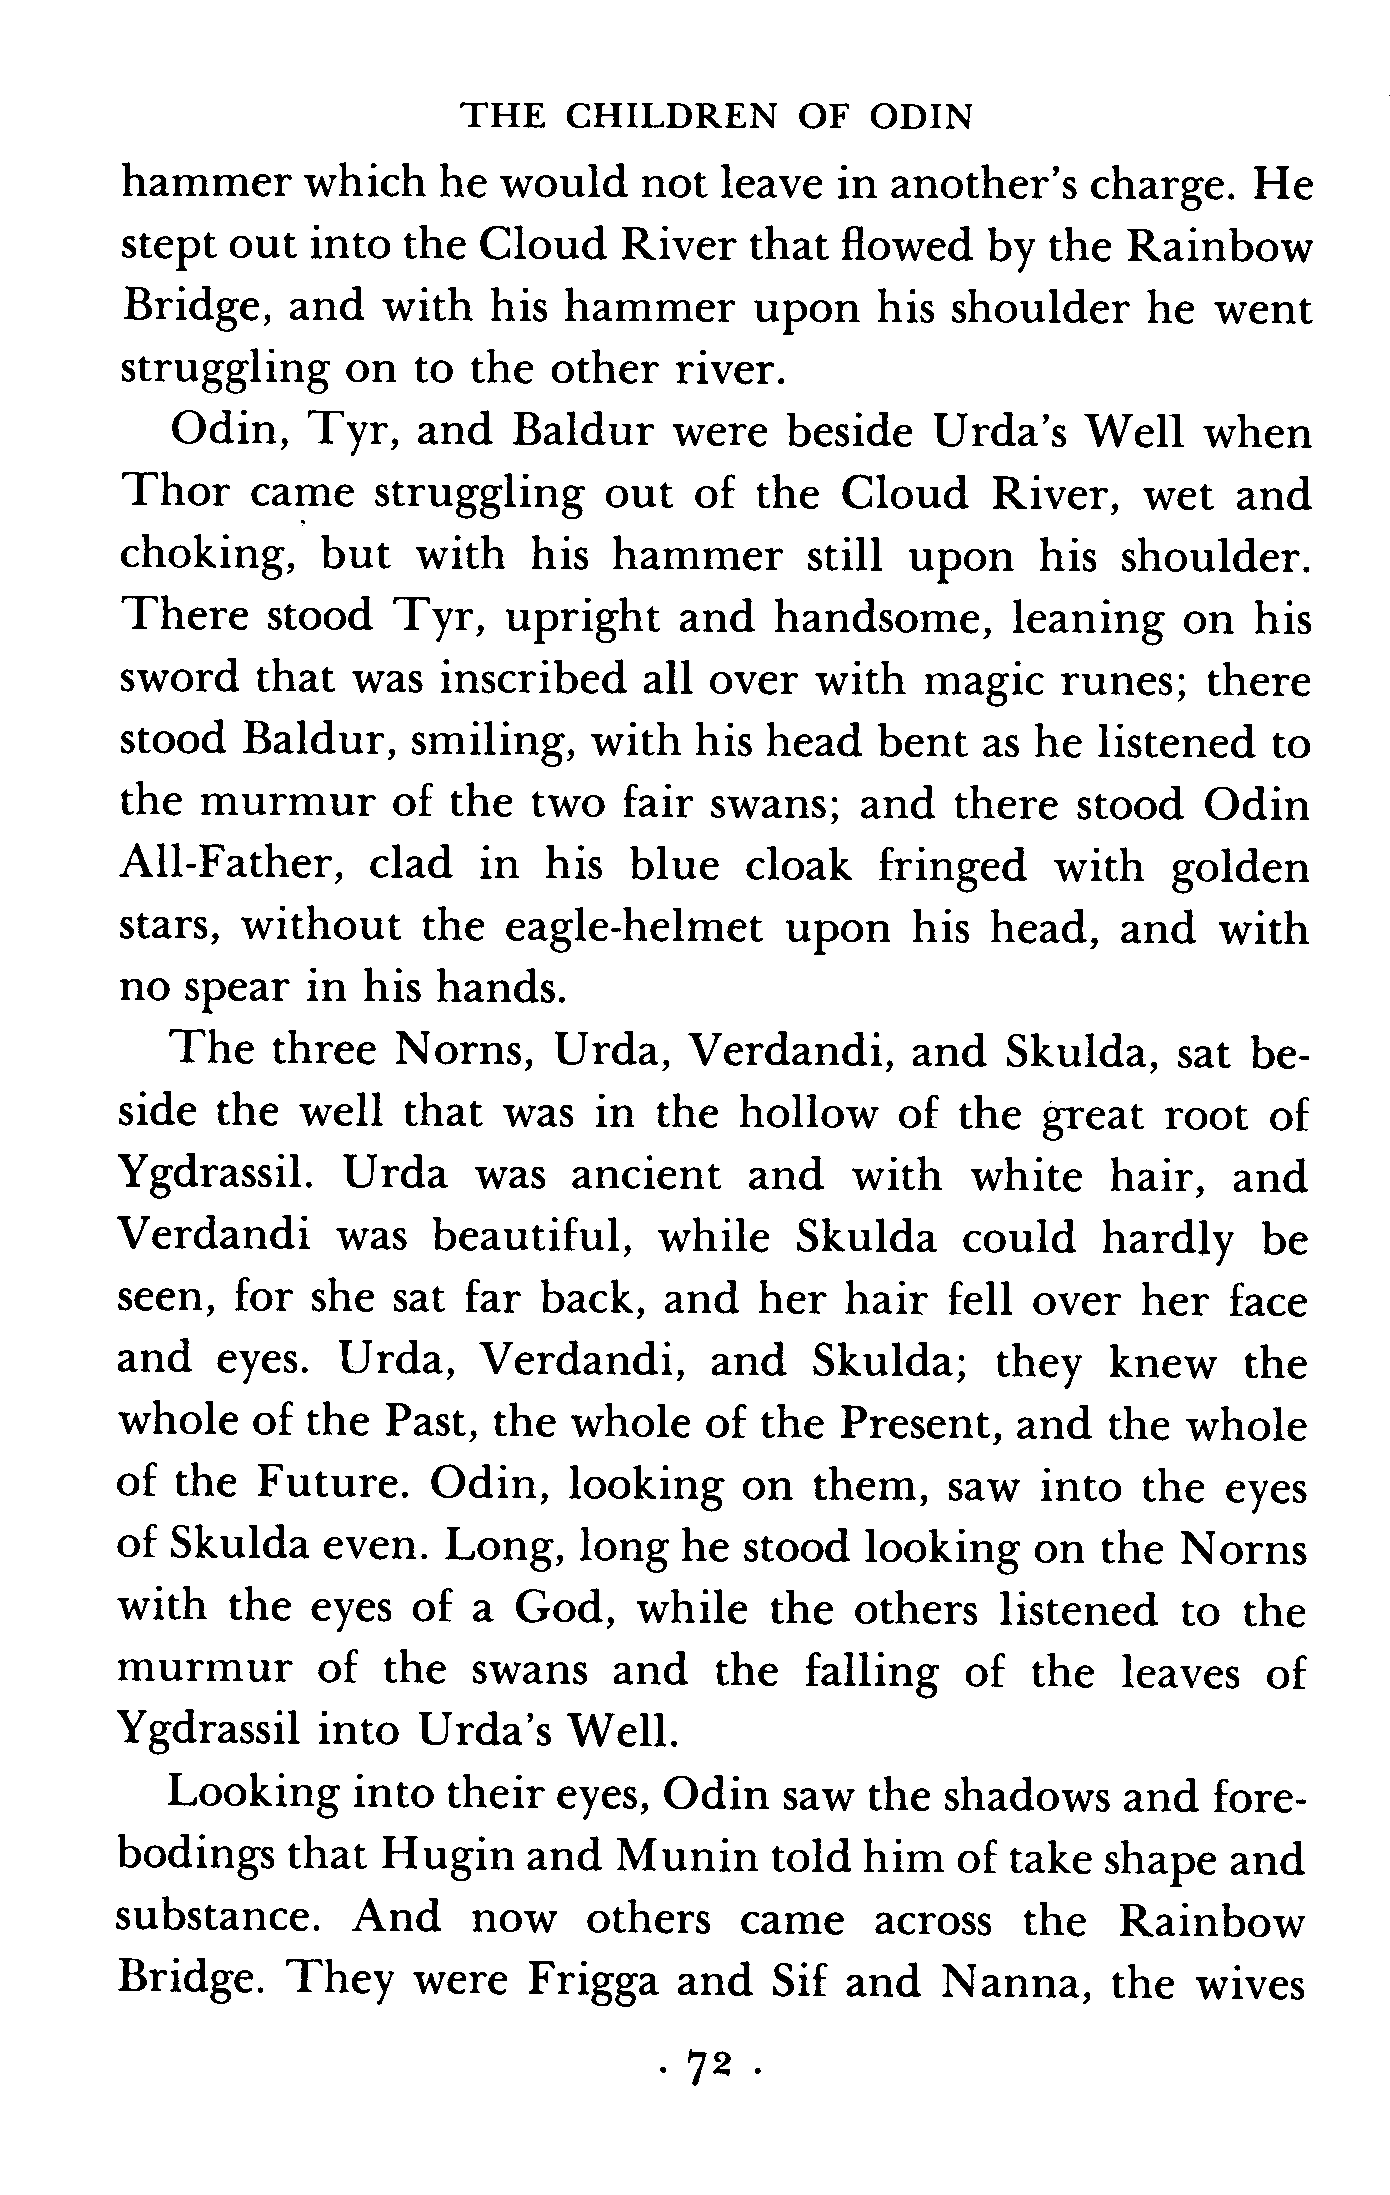 THE CHILDREN OF ODIN
hammer which he would not leave in another's charge. He
stept out into the Cloud River that flowed by the Rainbow
Bridge, and with his hammer upon his shoulder he went
struggling on to the other river.
Odin, Tyr, and Baldur were beside Urda's Well when
Thor came struggling out of the Cloud River, wet and
choking, but with his hammer still upon his shoulder.
There stood Tyr, upright and handsome, leaning on his
sword that was inscribed all over with magic runes; there
stood Baldur, smiling, with his head bent as he listened to
the murmur of the two fair swans; and there stood Odin
All-Father, clad in his blue cloak fringed with golden
stars, without the eagle-helmet upon his head, and with
no spear in his hands.
The three Norns, Urda, Verdandi, and Skulda, sat be-
side the well that was in the hollow of the great root of
Ygdrassil. Urda was ancient and with white hair, and
Verdandi was beautiful, while Skulda could hardly be
seen, for she sat far back, and her hair fell over her face
and eyes. Urda, Verdandi, and Skulda; they knew the
whole of the Past, the whole of the Present, and the whole
of the Future. Odin, looking on them, saw into the eyes
of Skulda even. Long, long he stood looking on the Norns
with the eyes of a God, while the others listened to the
murmur of the swans and the falling of the leaves of
Ygdrassil into Urda's Well.
Looking into their eyes, Odin saw the shadows and fore-
bodings that Hugin and Munin told him of take shape and
substance. And now others came across the Rainbow
Bridge. They were Frigga and Sif and Nanna, the wives
· 72 ·